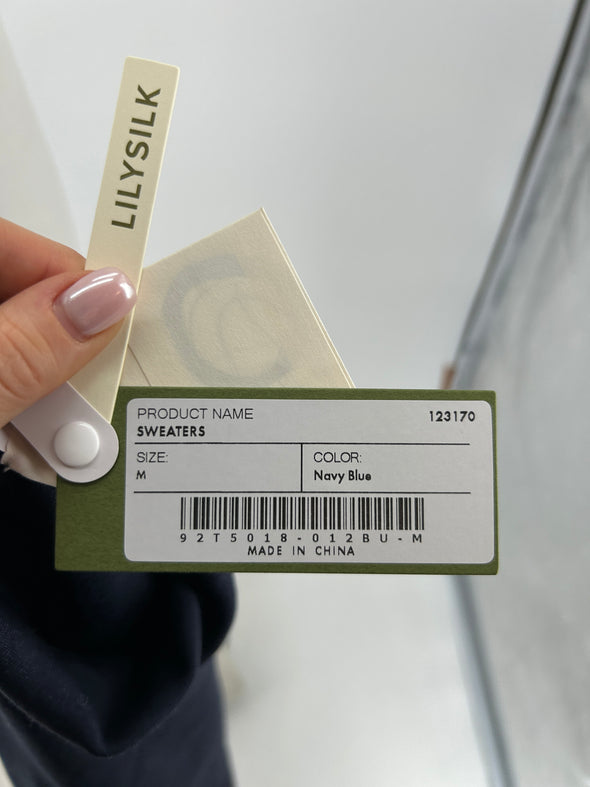 LILYSILK
PRODUCT NAME 123170
SWEATERS
SIZE: COLOR:
M Navy Blue
92T5018-012BU-M
MADE IN CHINA